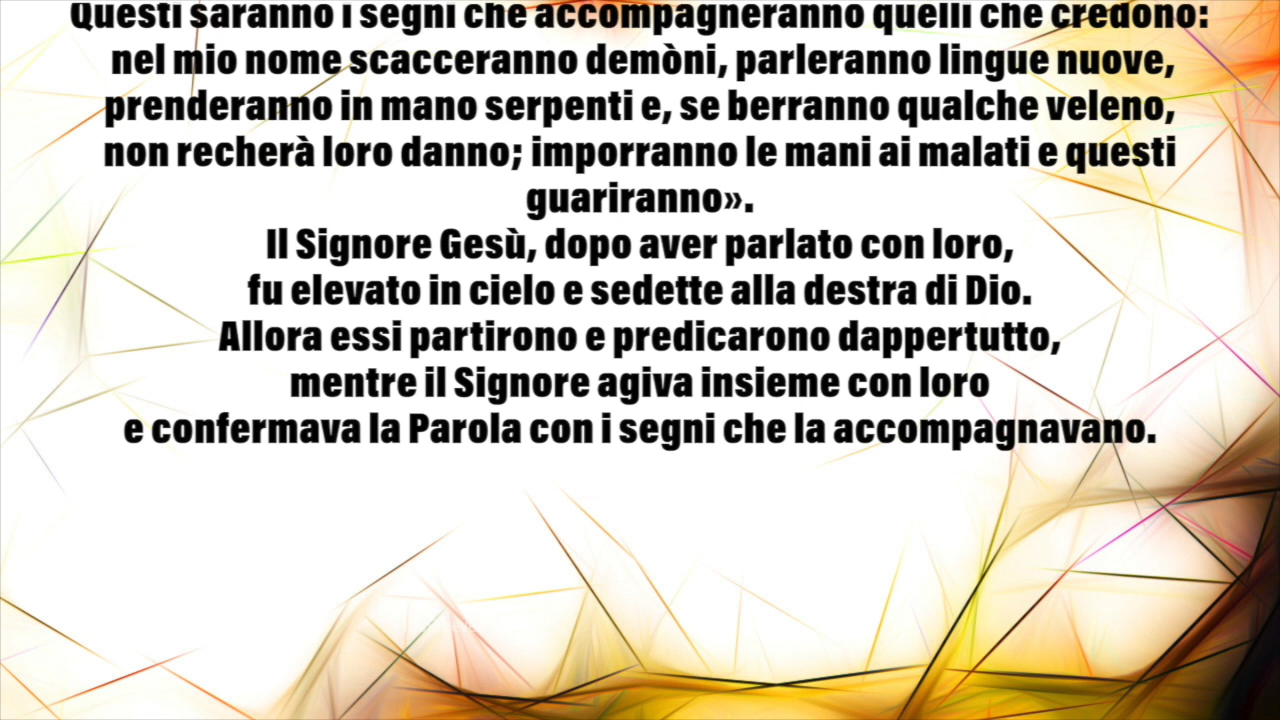 Questi saranno i segni che accompagneranno quelli che credono:
nel mio nome scacceranno demòni, parleranno lingue nuove,
prenderanno in mano serpenti e, se berranno qualche veleno,
non recherà loro danno; imporranno le mani ai malati e questi
guariranno».
Il Signore Gesù, dopo aver parlato con loro,
fu elevato in cielo e sedette alla destra di Dio.
Allora essi partirono e predicarono dappertutto,
mentre il Signore agiva insieme con loro
e confermava la Parola con i segni che la accompagnavano.